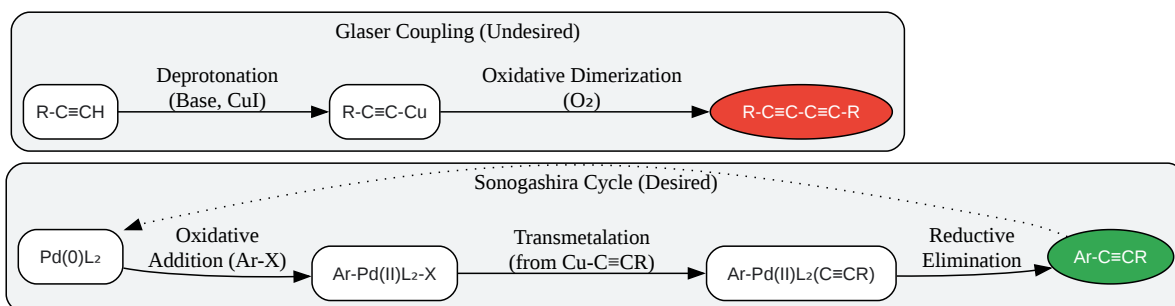 Glaser Coupling (Undesired)
Deprotonation
(Base, CuI)
Oxidative Dimerization
(O₂)
R-C≡CH
R-C≡C-Cu
R-C≡C-C≡C-R
Sonogashira Cycle (Desired)
Pd(0)L₂
Oxidative
Addition (Ar-X)
Ar-Pd(II)L₂-X
Transmetalation
(from Cu-C≡CR)
Ar-Pd(II)L₂(C≡CR)
Reductive
Elimination
Ar-C≡CR